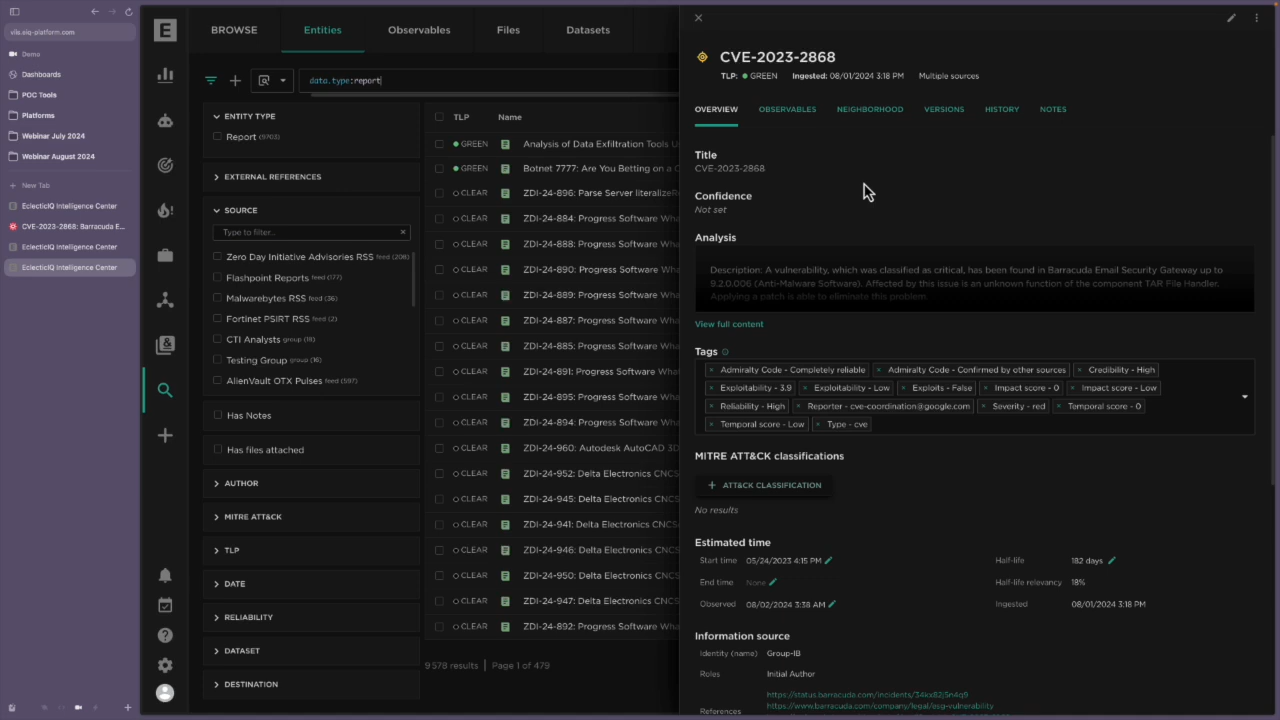 viis.eiq-platform.com
Demo
Dashboards
POC Tools
Platforms
Webinar July 2024
Webinar August 2024
New Tab
EclecticIQ Intelligence Center
CVE-2023-2868: Barracuda E...
EclecticIQ Intelligence Center
EclecticIQ Intelligence Center
BROWSE
Entities
Observables
Files
Datasets
data.type:report
ENTITY TYPE
Report (9703)
EXTERNAL REFERENCES
SOURCE
Type to filter...
Zero Day Initiative Advisories RSS feed (208)
Flashpoint Reports feed (177)
Malwarebytes RSS feed (36)
Fortinet PSIRT RSS feed (2)
CTI Analysts group (18)
Testing Group group (16)
AlienVault OTX Pulses feed (597)
Has Notes
Has files attached
AUTHOR
MITRE ATT&CK
TLP
DATE
RELIABILITY
DATASET
DESTINATION
TLP Name
GREEN Analysis of Data Exfiltration Tools U
GREEN Botnet 7777: Are You Betting on a C
CLEAR ZDI-24-896: Parse Server literalizeR
CLEAR ZDI-24-884: Progress Software What
CLEAR ZDI-24-888: Progress Software Wha
CLEAR ZDI-24-890: Progress Software Wha
CLEAR ZDI-24-889: Progress Software Wha
CLEAR ZDI-24-887: Progress Software Wha
CLEAR ZDI-24-885: Progress Software Wha
CLEAR ZDI-24-891: Progress Software Wha
CLEAR ZDI-24-893: Progress Software Wha
CLEAR ZDI-24-894: Progress Software Wha
CLEAR ZDI-24-960: Autodesk AutoCAD 3D
CLEAR ZDI-24-952: Delta Electronics CNCS
CLEAR ZDI-24-945: Delta Electronics CNCS
CLEAR ZDI-24-941: Delta Electronics CNCS
CLEAR ZDI-24-946: Delta Electronics CNCS
CLEAR ZDI-24-950: Delta Electronics CNCS
CLEAR ZDI-24-947: Delta Electronics CNCS
CLEAR ZDI-24-892: Progress Software Wha
9 578 results | Page 1 of 479
CVE-2023-2868
TLP: GREEN Ingested: 08/01/2024 3:18 PM Multiple sources
OVERVIEW
OBSERVABLES
NEIGHBORHOOD
VERSIONS
HISTORY
NOTES
Title
CVE-2023-2868
Confidence
Not set
Analysis
Description: A vulnerability, which was classified as critical, has been found in Barracuda Email Security Gateway up to
9.2.0.006 (Anti-Malware Software). Affected by this issue is an unknown function of the component TAR File Handler.
Applying a patch is able to eliminate this problem.
View full content
Tags
× Admiralty Code - Completely reliable × Admiralty Code - Confirmed by other sources × Credibility - High
× Exploitability - 3.9 × Exploitability - Low × Exploits - False × Impact score - 0 × Impact score - Low
× Reliability - High × Reporter - cve-coordination@google.com × Severity - red × Temporal score - 0
× Temporal score - Low × Type - cve
MITRE ATT&CK classifications
+ ATT&CK CLASSIFICATION
No results
Estimated time
Start time 05/24/2023 4:15 PM Half-life 182 days
End time None Half-life relevancy 18%
Observed 08/02/2024 3:38 AM Ingested 08/01/2024 3:18 PM
Information source
Identity (name) Group-IB
Roles Initial Author
https://status.barracuda.com/incidents/34kx82j5n4q9
https://www.barracuda.com/company/legal/esg-vulnerability
References